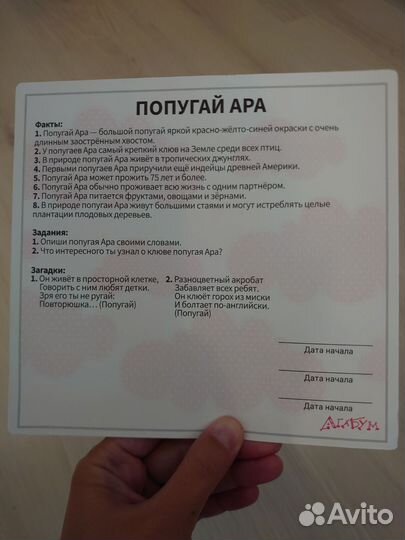 ПОПУГАЙ АРА
Факты:
1. Попугай Ара — большой попугай яркой красно-жёлто-синей окраски с очень
длинным заострённым хвостом.
2. У попугаев Ара самый крепкий клюв на Земле среди всех птиц.
3. В природе попугай Ара живёт в тропических джунглях.
4. Первыми попугаев Ара приручили ещё индейцы древней Америки.
5. Попугай Ара может прожить 75 лет и более.
6. Попугай Ара обычно проживает всю жизнь с одним партнёром.
7. Попугай Ара питается фруктами, овощами и зёрнами.
8. В природе попугаи Ара живут большими стаями и могут истреблять целые
плантации плодовых деревьев.
Задания:
1. Опиши попугая Ара своими словами.
2. Что интересного ты узнал о клюве попугая Ара?
Загадки:
1. Он живёт в просторной клетке,
Говорить с ним любят детки.
Зря его ты не ругай:
Повторюшка... (Попугай)
2. Разноцветный акробат
Забавляет всех ребят.
Он клюёт горох из миски
И болтает по-английски.
(Попугай)
Дата начала
Дата начала
Дата начала
Avito